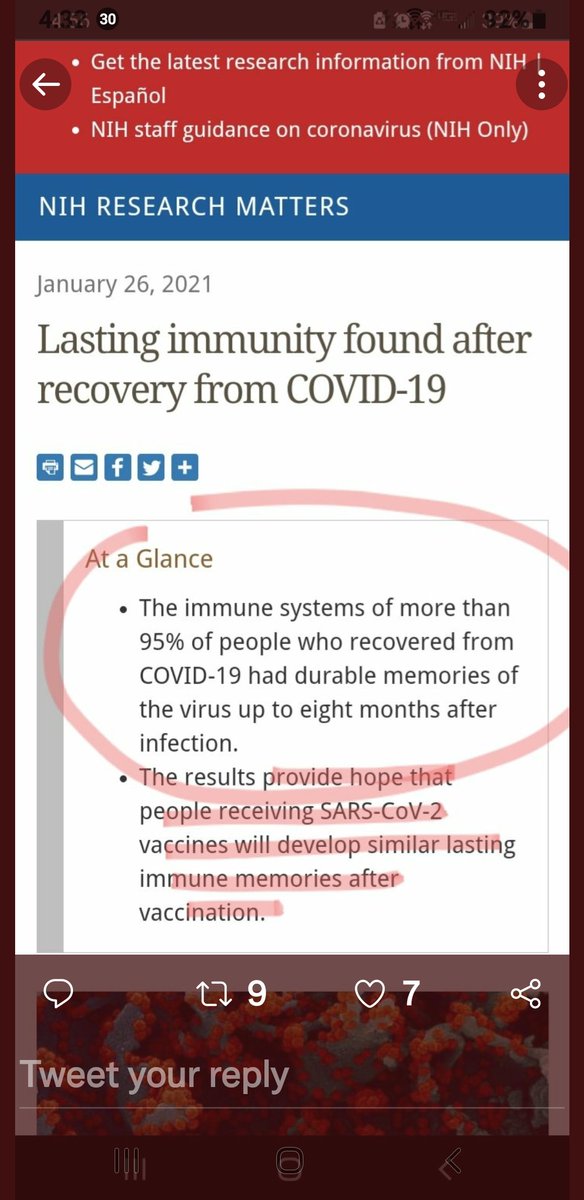 30
92%
• Get the latest research information from NIH |
Español
• NIH staff guidance on coronavirus (NIH Only)
NIH RESEARCH MATTERS
January 26, 2021
Lasting immunity found after
recovery from COVID-19
At a Glance
• The immune systems of more than
95% of people who recovered from
COVID-19 had durable memories of
the virus up to eight months after
infection.
• The results provide hope that
people receiving SARS-CoV-2
vaccines will develop similar lasting
immune memories after
vaccination.
9
7
Tweet your reply